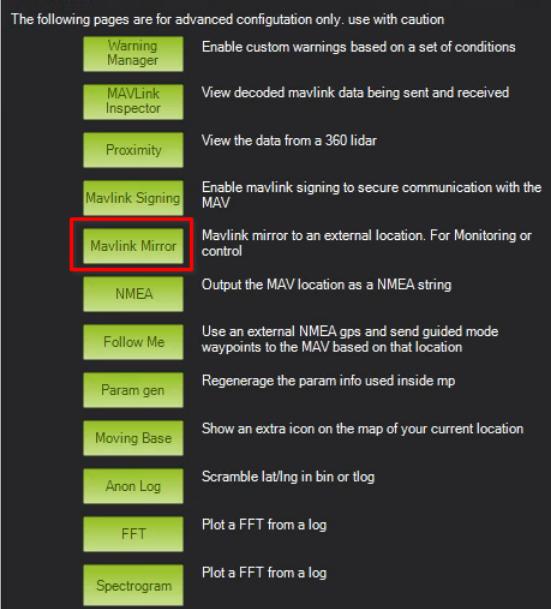 The following pages are for advanced configutation only. use with caution
Warning
Manager
Enable custom warnings based on a set of conditions
MAVLink
Inspector
View decoded mavlink data being sent and received
Proximity
View the data from a 360 lidar
Mavlink Signing
Enable mavlink signing to secure communication with the
MAV
Mavlink Mirror
Mavlink mirror to an external location. For Monitoring or
control
NMEA
Output the MAV location as a NMEA string
Follow Me
Use an external NMEA gps and send guided mode
waypoints to the MAV based on that location
Param gen
Regenerage the param info used inside mp
Moving Base
Show an extra icon on the map of your current location
Anon Log
Scramble lat/lng in bin or tlog
FFT
Plot a FFT from a log
Spectrogram
Plot a FFT from a log